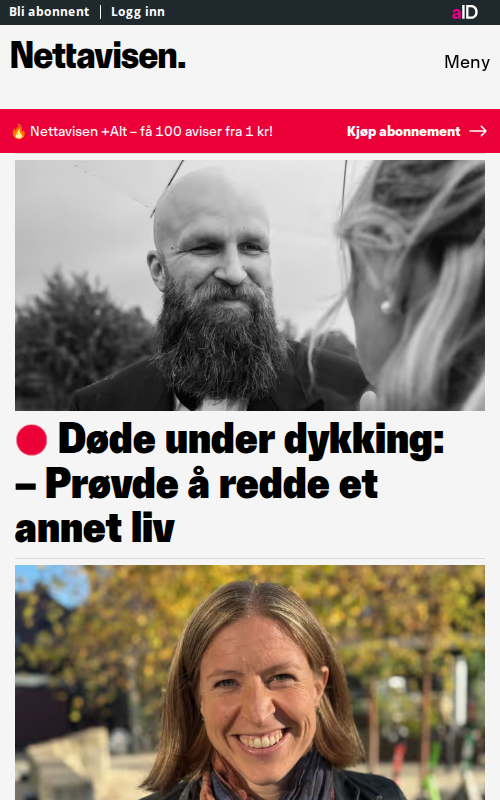 Bli abonnent | Logg inn
aID
Nettavisen.
Meny
🔥 Nettavisen +Alt – få 100 aviser fra 1 kr!
Kjøp abonnement →
Døde under dykking:
– Prøvde å redde et
annet liv